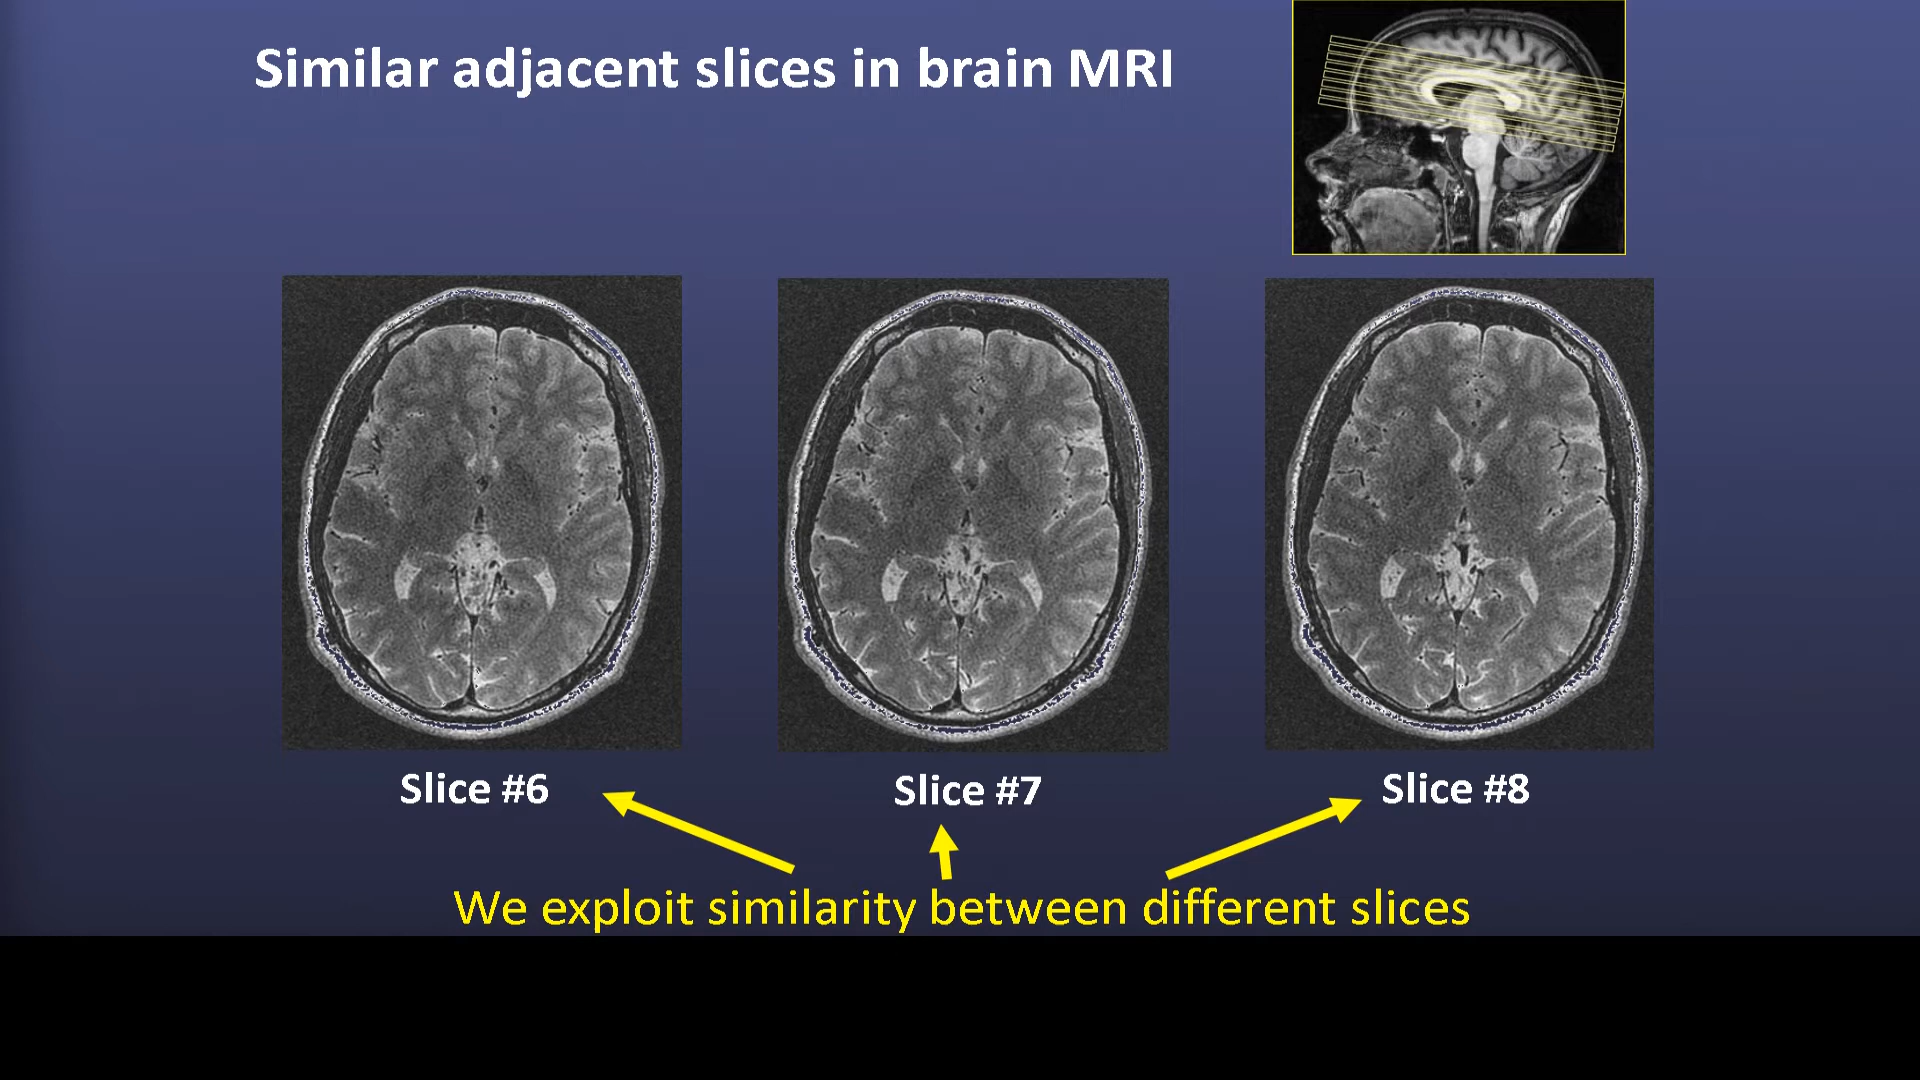 Similar adjacent slices in brain MRI
Slice #6
Slice #7
Slice #8
We exploit similarity between different slices